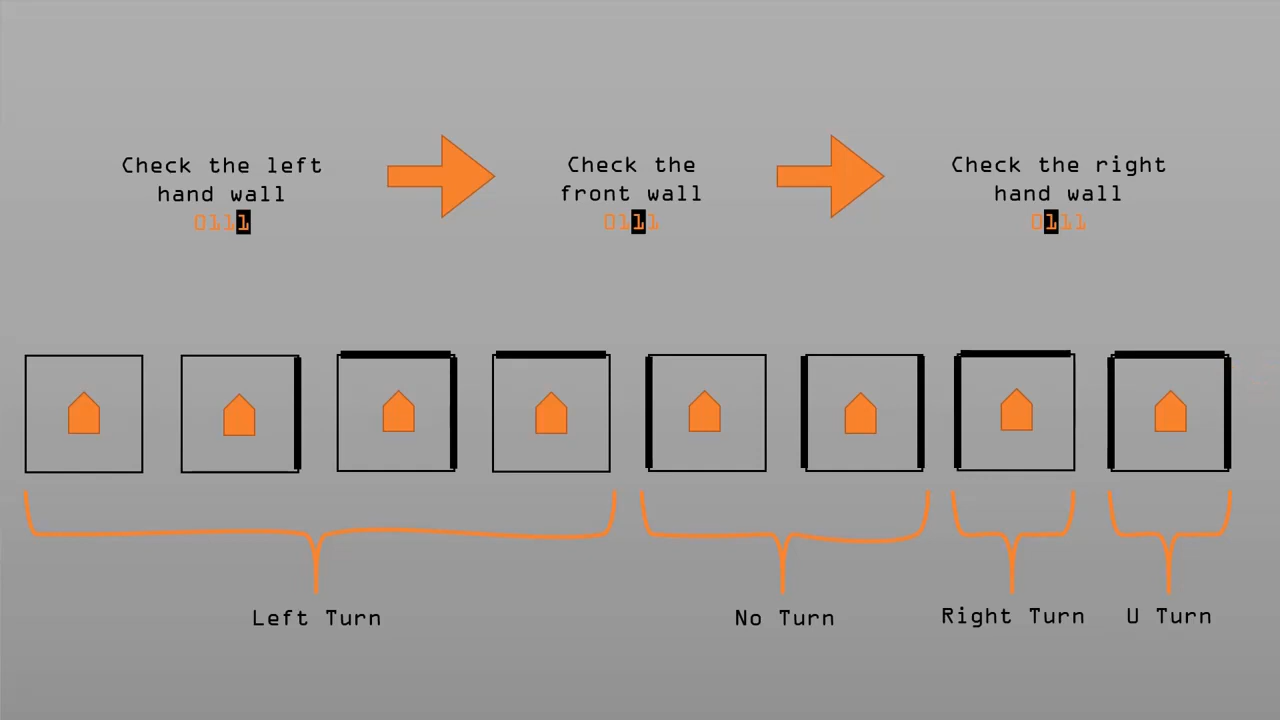 Check the left
hand wall
0111
Check the
front wall
0111
Check the right
hand wall
0111
Left Turn
No Turn
Right Turn
U Turn